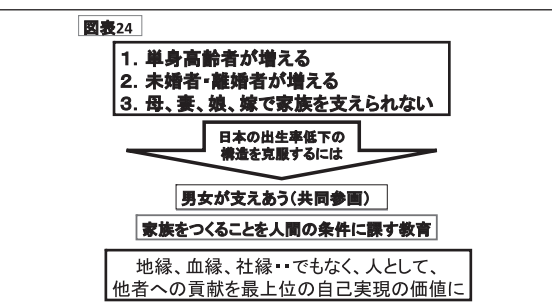 図表24
1．単身高齢者が増える
2．未婚者・離婚者が増える
3．母、妻、娘、嫁で家族を支えられない
日本の出生率低下の
構造を克服するには
男女が支えあう（共同参画）
家族をつくることを人間の条件に課す教育
地縁、血縁、社縁・・でもなく、人として、
他者への貢献を最上位の自己実現の価値に